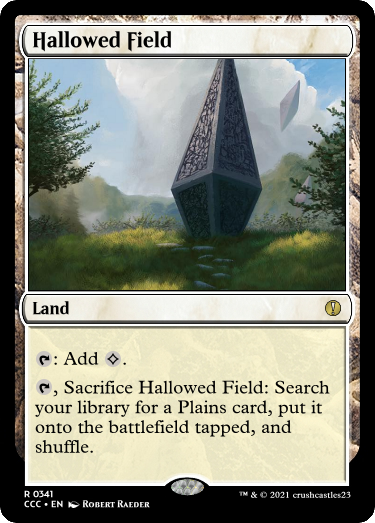 Hallowed Field
Land
: Add .
, Sacrifice Hallowed Field: Search
your library for a Plains card, put it
onto the battlefield tapped, and
shuffle.
R 0341
CCC • EN Robert Raeder
™ & © 2021 crushcastles23